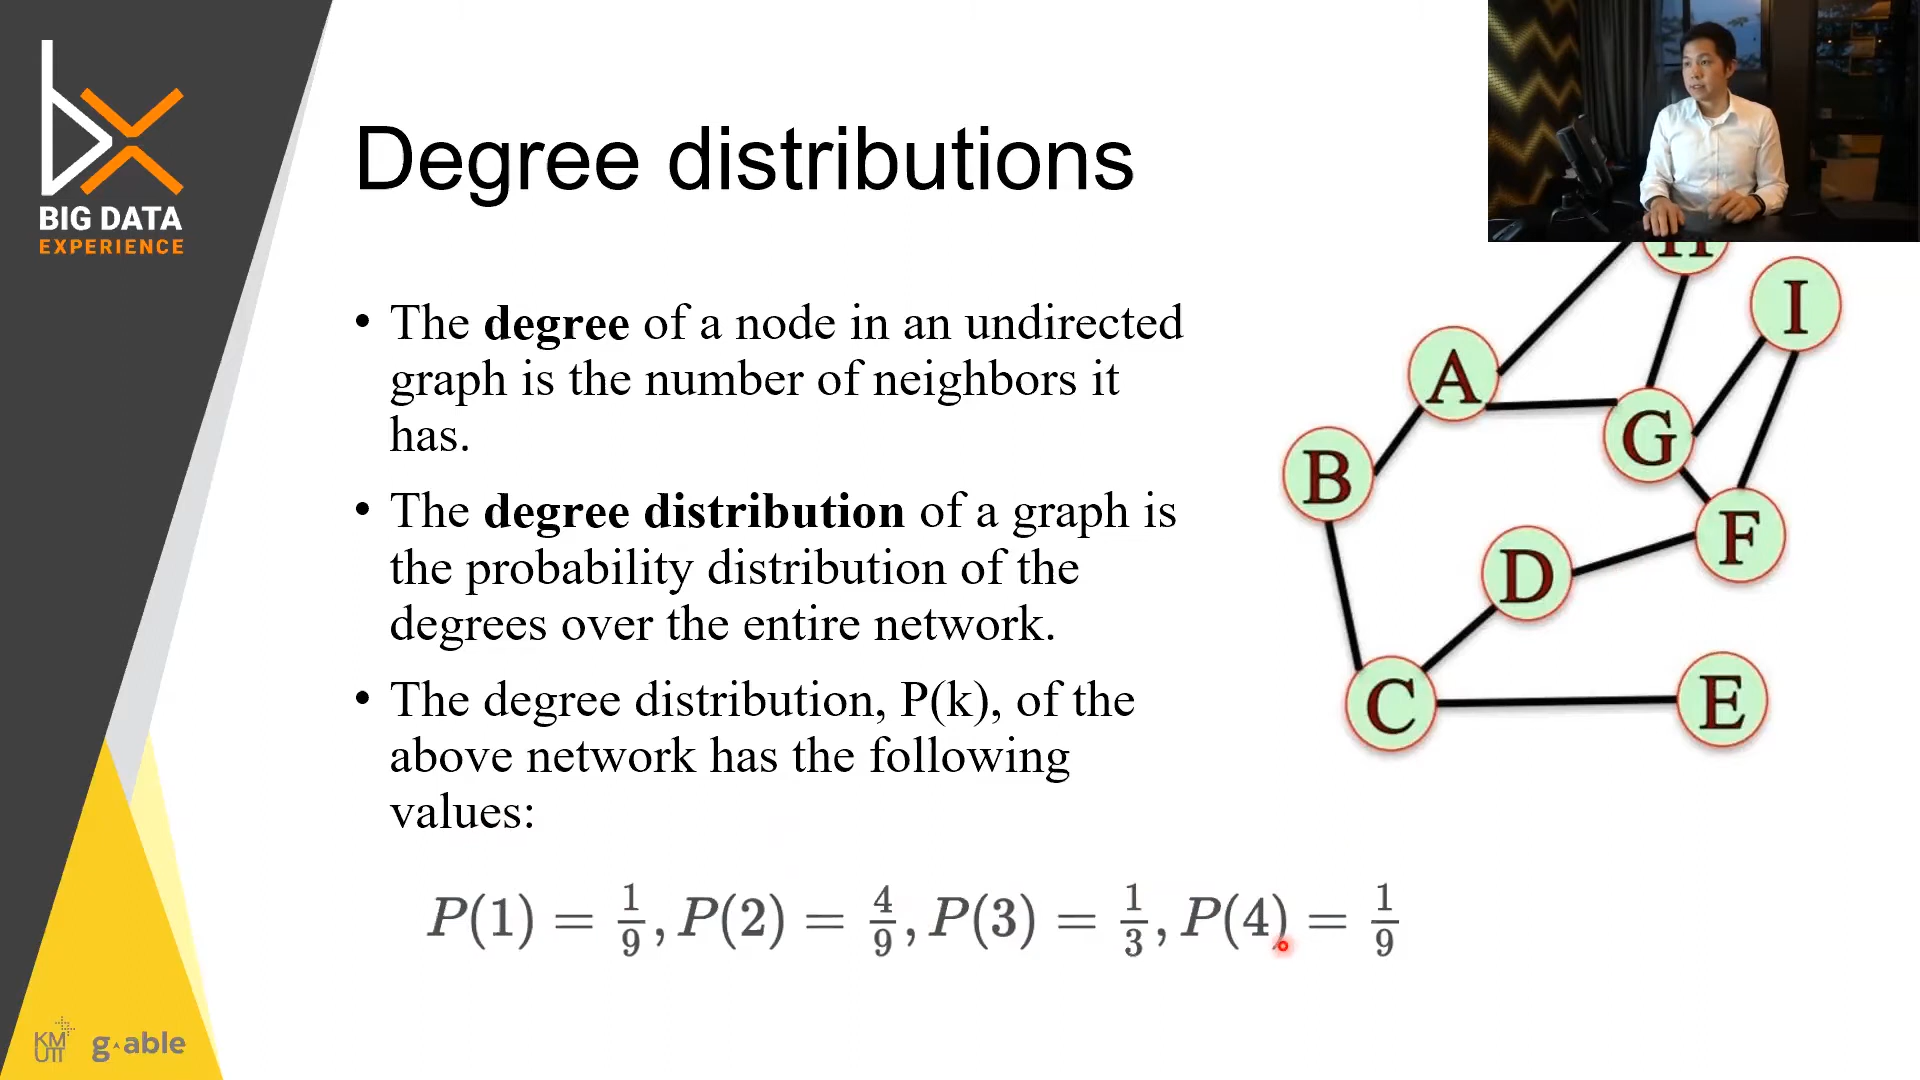 BIG DATA
EXPERIENCE
Degree distributions
• The degree of a node in an undirected
graph is the number of neighbors it
has.
• The degree distribution of a graph is
the probability distribution of the
degrees over the entire network.
• The degree distribution, P(k), of the
above network has the following
values:
P(1) = 1/9, P(2) = 4/9, P(3) = 1/3, P(4) = 1/9
H
I
A
G
B
F
D
C
E
KM
UTT
g▲able